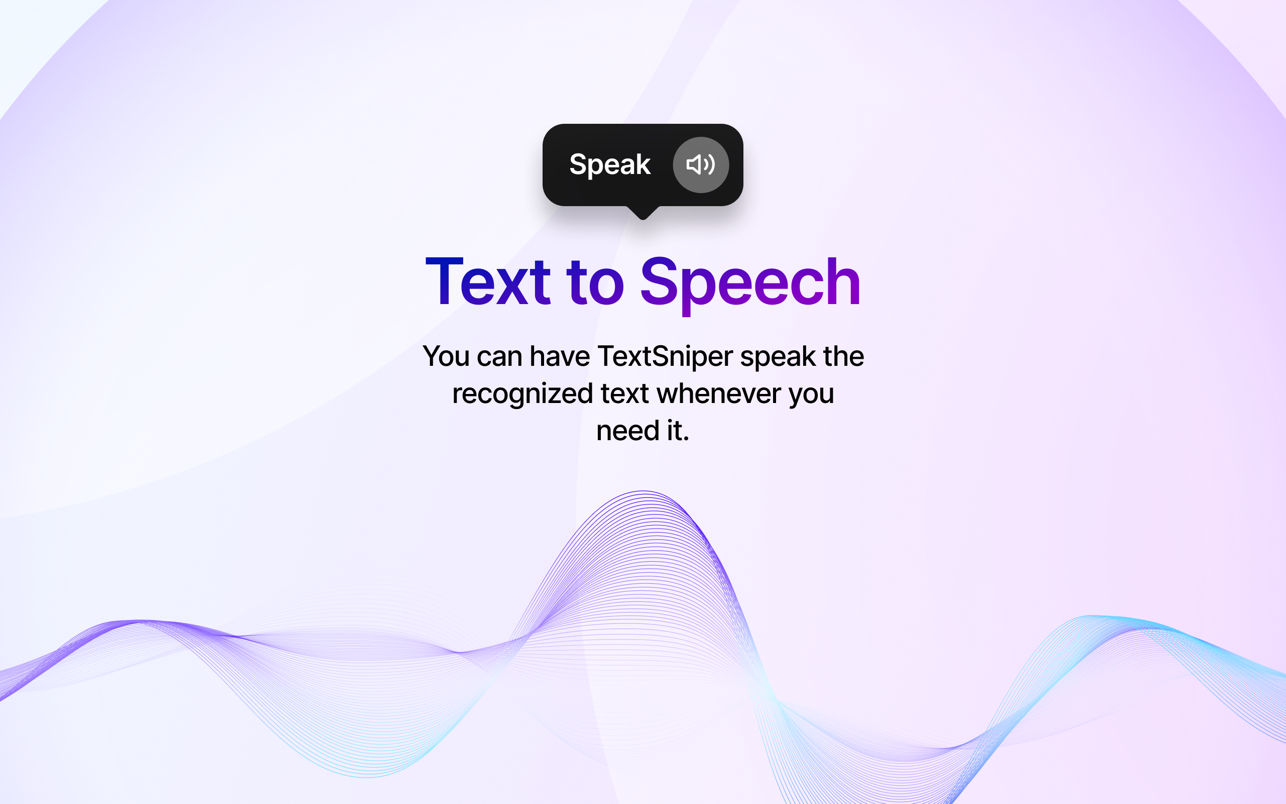 Speak
Text to Speech
You can have TextSniper speak the
recognized text whenever you
need it.